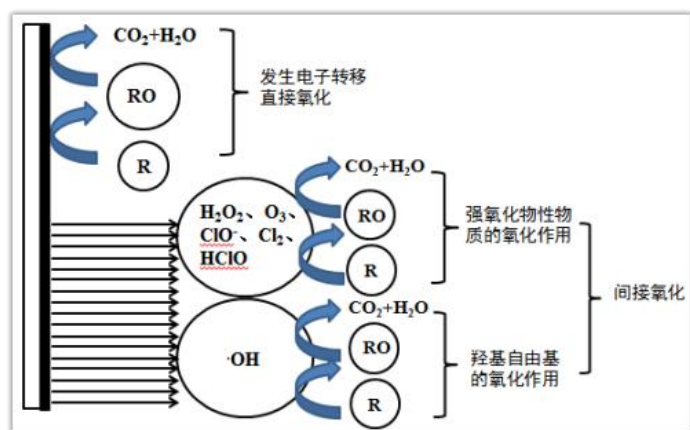 CO₂+H₂O
RO
R
发生电子转移
直接氧化
H₂O₂、O₃、
ClO⁻、Cl₂、
HClO
CO₂+H₂O
RO
R
强氧化物性物
质的氧化作用
间接氧化
·OH
CO₂+H₂O
RO
R
羟基自由基
的氧化作用